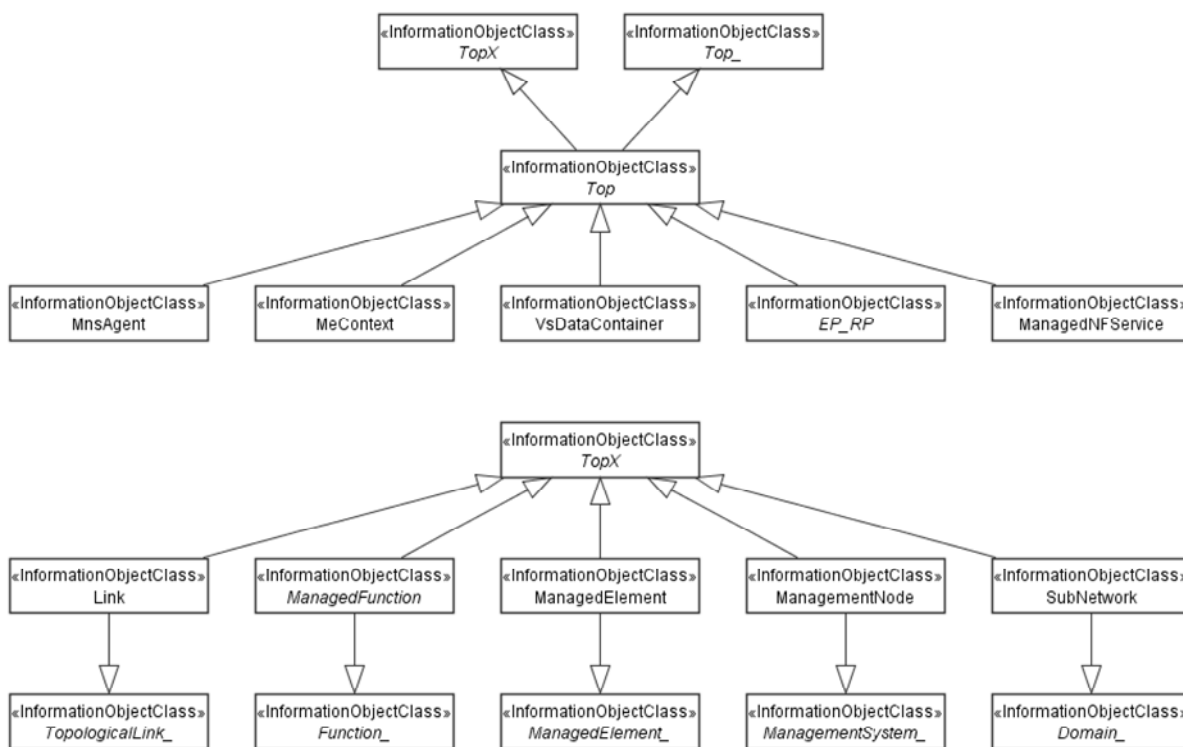 «InformationObjectClass»
TopX
«InformationObjectClass»
Top_
«InformationObjectClass»
Top
«InformationObjectClass»
MnsAgent
«InformationObjectClass»
MeContext
«InformationObjectClass»
VsDataContainer
«InformationObjectClass»
EP_RP
«InformationObjectClass»
ManagedNFService
«InformationObjectClass»
TopX
«InformationObjectClass»
Link
«InformationObjectClass»
ManagedFunction
«InformationObjectClass»
ManagedElement
«InformationObjectClass»
ManagementNode
«InformationObjectClass»
SubNetwork
«InformationObjectClass»
TopologicalLink_
«InformationObjectClass»
Function_
«InformationObjectClass»
ManagedElement_
«InformationObjectClass»
ManagementSystem_
«InformationObjectClass»
Domain_